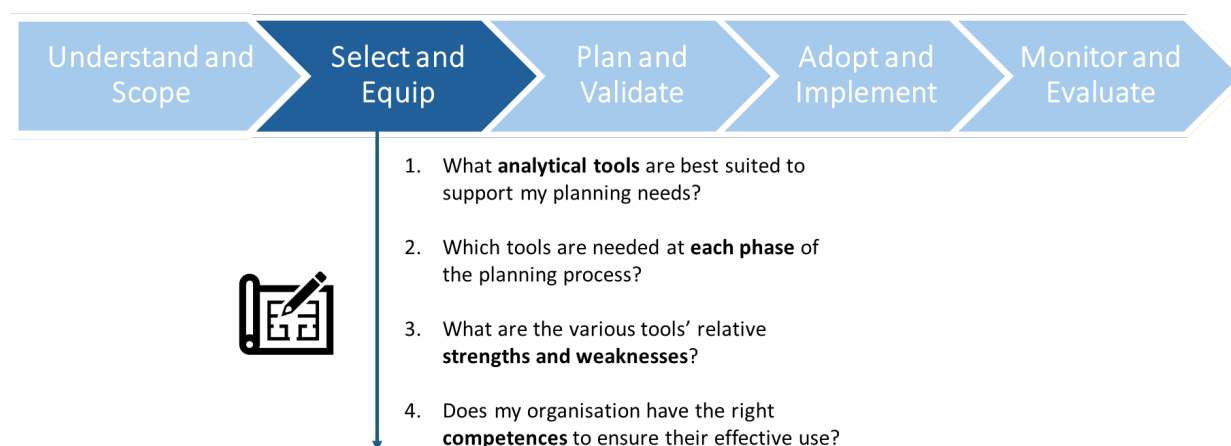 Understand and
Scope
Select and
Equip
Plan and
Validate
Adopt and
Implement
Monitor and
Evaluate
1. What analytical tools are best suited to
support my planning needs?
2. Which tools are needed at each phase of
the planning process?
3. What are the various tools’ relative
strengths and weaknesses?
4. Does my organisation have the right
competences to ensure their effective use?